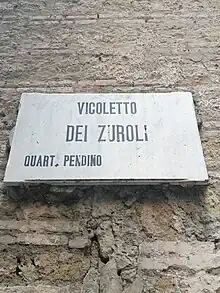 VICOLETTO
DEI ZUROLI
QUART. PENDINO